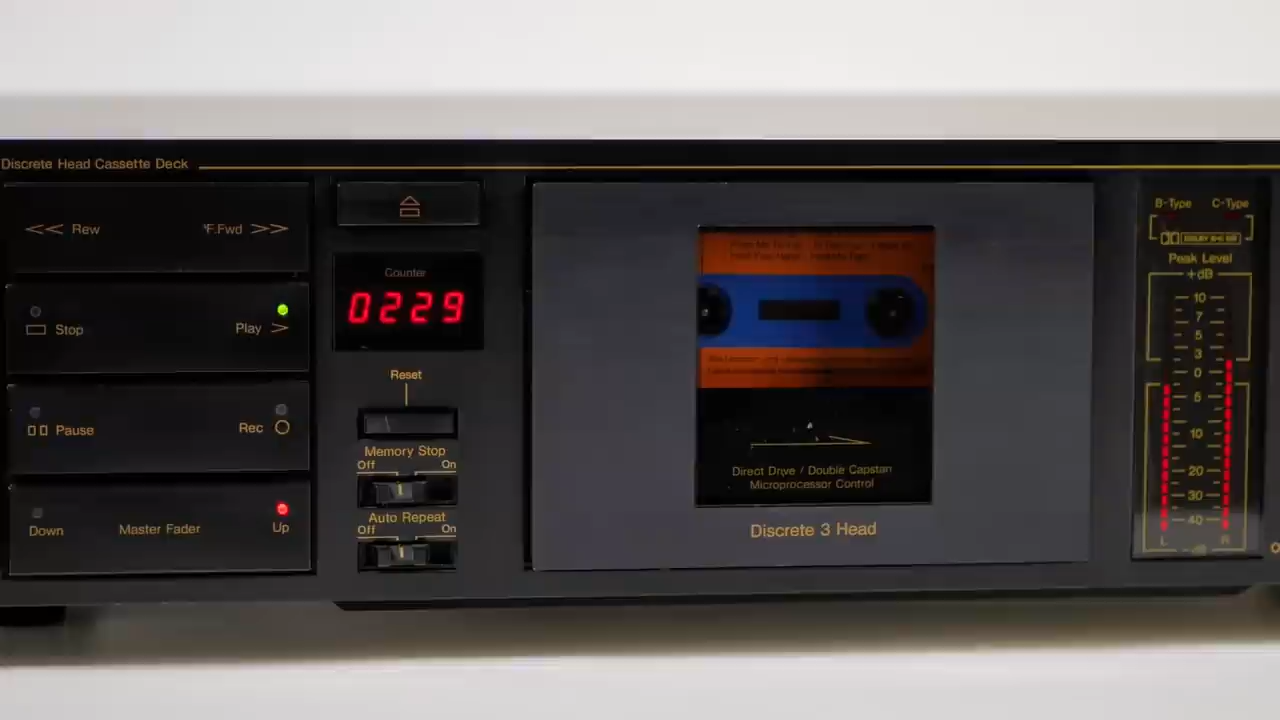 Discrete Head Cassette Deck
<< Rew
F.Fwd >>
Stop
Play >
Pause
Rec
Down
Master Fader
Up
Counter
0229
Reset
Memory Stop
Off
On
Auto Repeat
Off
On
Direct Drive / Double Capstan
Microprocessor Control
Discrete 3 Head
B-Type C-Type
Peak Level
+dB
10
7
5
3
0
5
10
20
30
40
L R
-dB